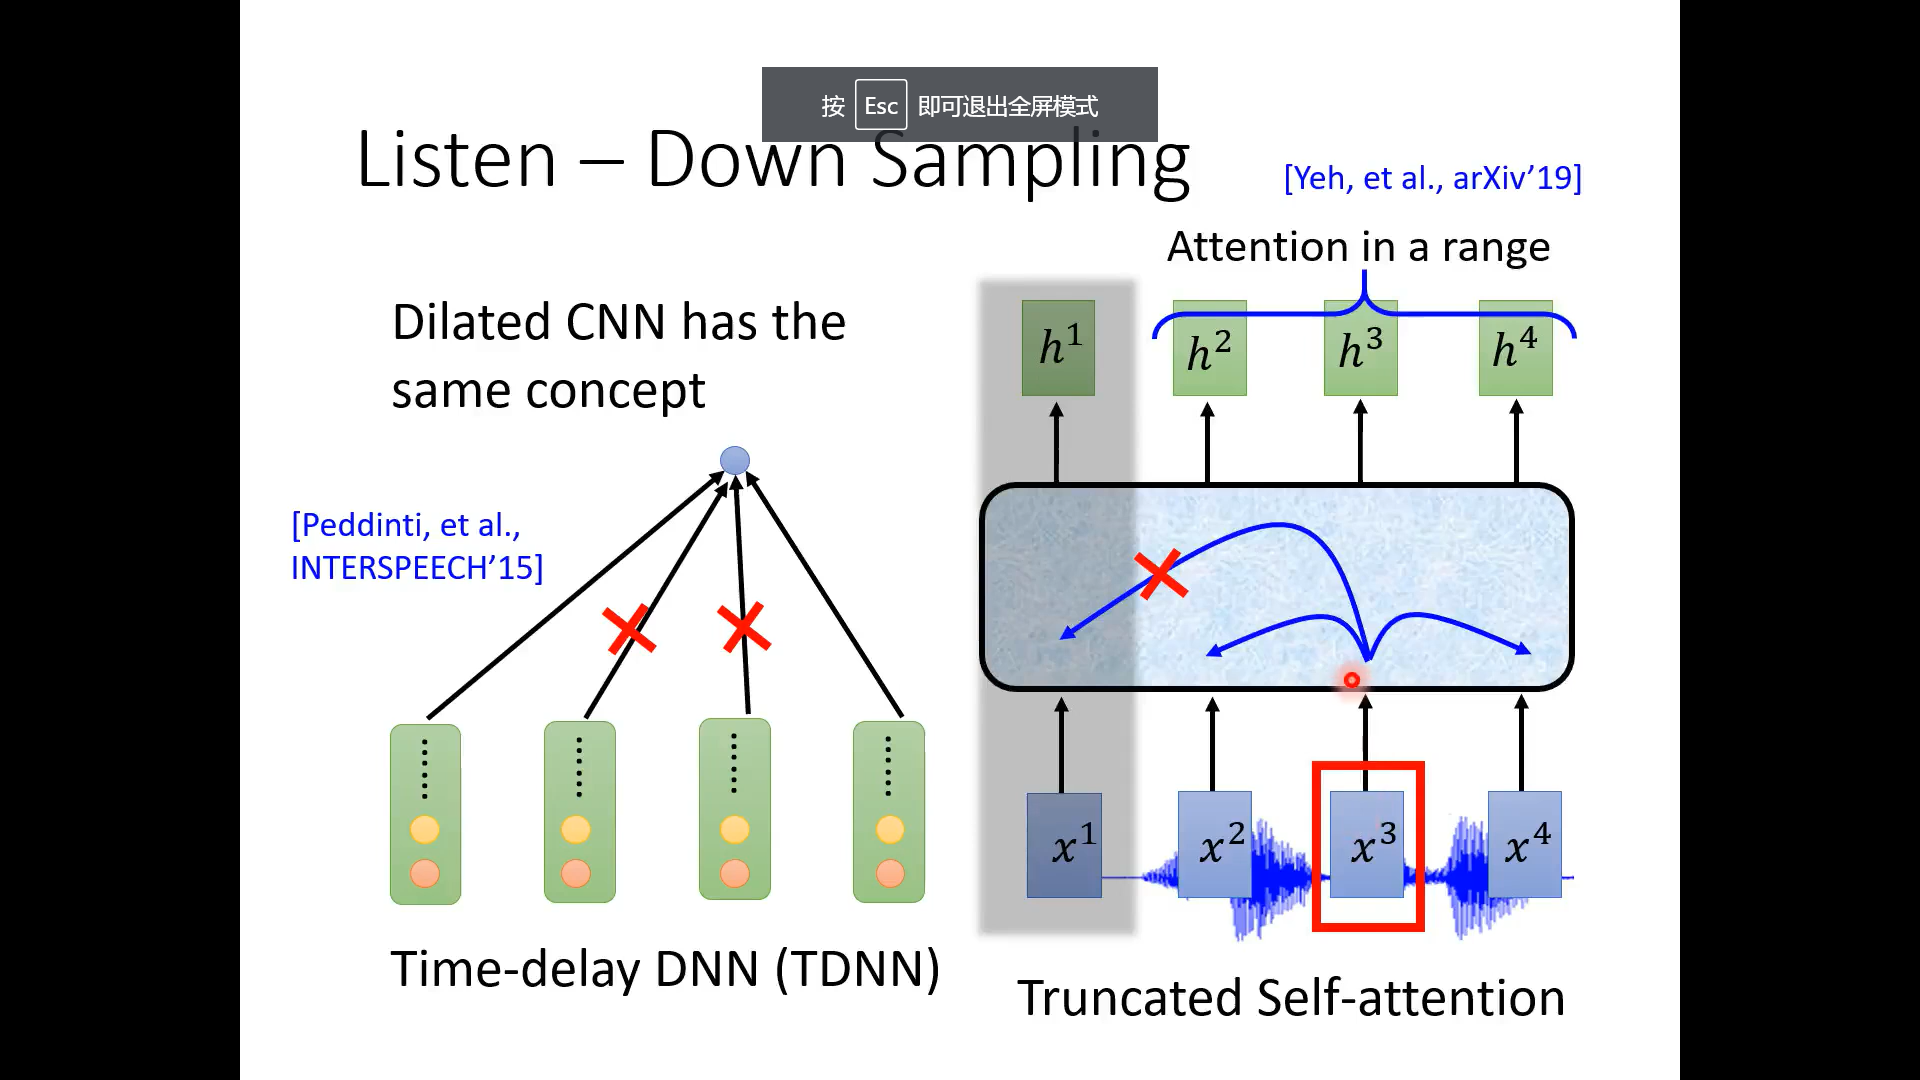 按 Esc 即可退出全屏模式
Listen – Down Sampling
[Yeh, et al., arXiv’19]
Attention in a range
Dilated CNN has the
same concept
[Peddinti, et al.,
INTERSPEECH’15]
Time-delay DNN (TDNN)
h¹ h² h³ h⁴
x¹ x² x³ x⁴
Truncated Self-attention